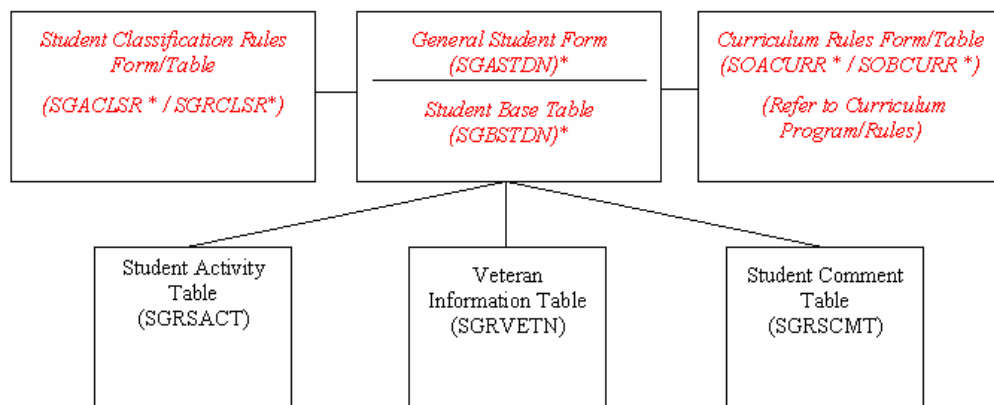 Student Classification Rules
Form/Table
(SGACLSR * / SGRCLSR*)
General Student Form
(SGASTDN)*
Student Base Table
(SGBSTDN)*
Curriculum Rules Form/Table
(SOACURR * / SOBCURR *)
(Refer to Curriculum
Program/Rules)
Student Activity
Table
(SGRSACT)
Veteran
Information Table
(SGRVETN)
Student Comment
Table
(SGRSCMT)